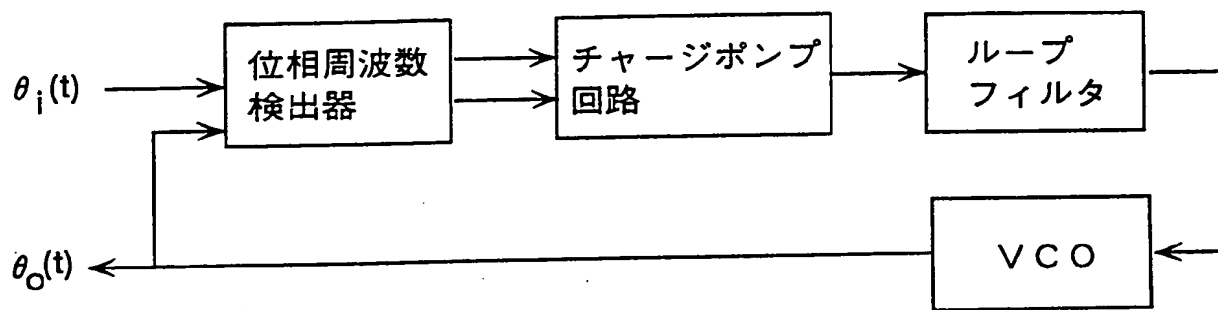 θi(t)
位相周波数
検出器
チャージポンプ
回路
ループ
フィルタ
θo(t)
VCO